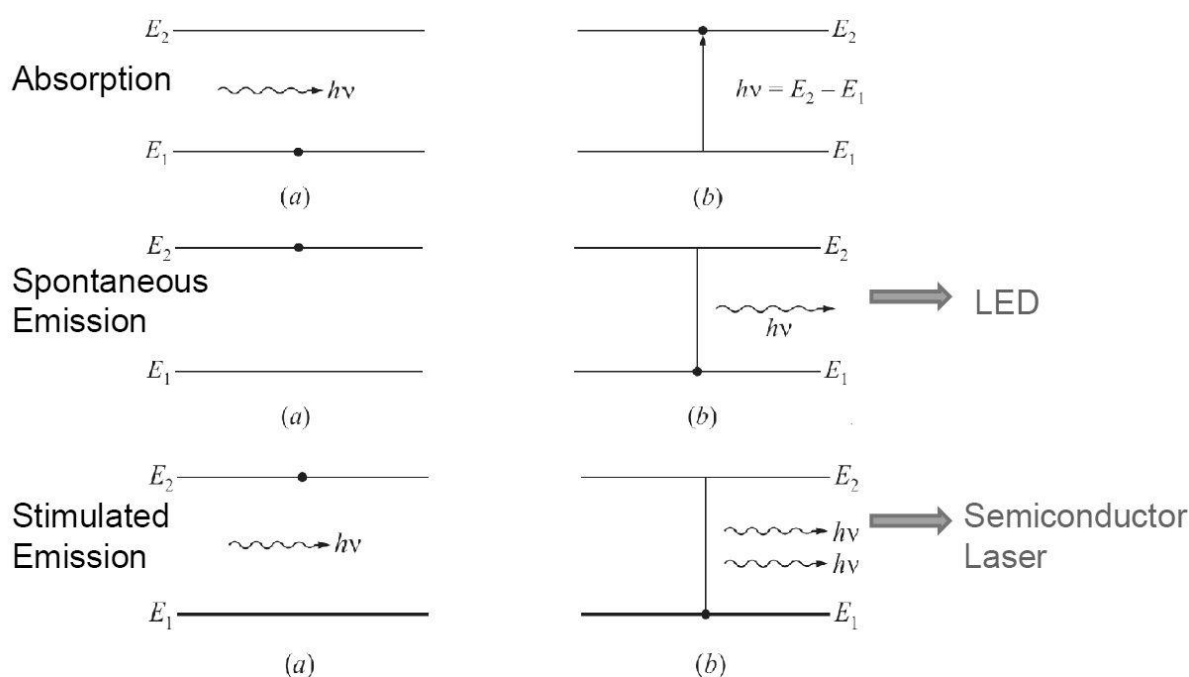 E₂
E₂
Absorption
hν
hν = E₂ – E₁
E₁
E₁
(a)
(b)
E₂
E₂
Spontaneous
Emission
hν
LED
E₁
E₁
(a)
(b)
E₂
E₂
Stimulated
Emission
hν
hν
hν
Semiconductor
Laser
E₁
E₁
(a)
(b)